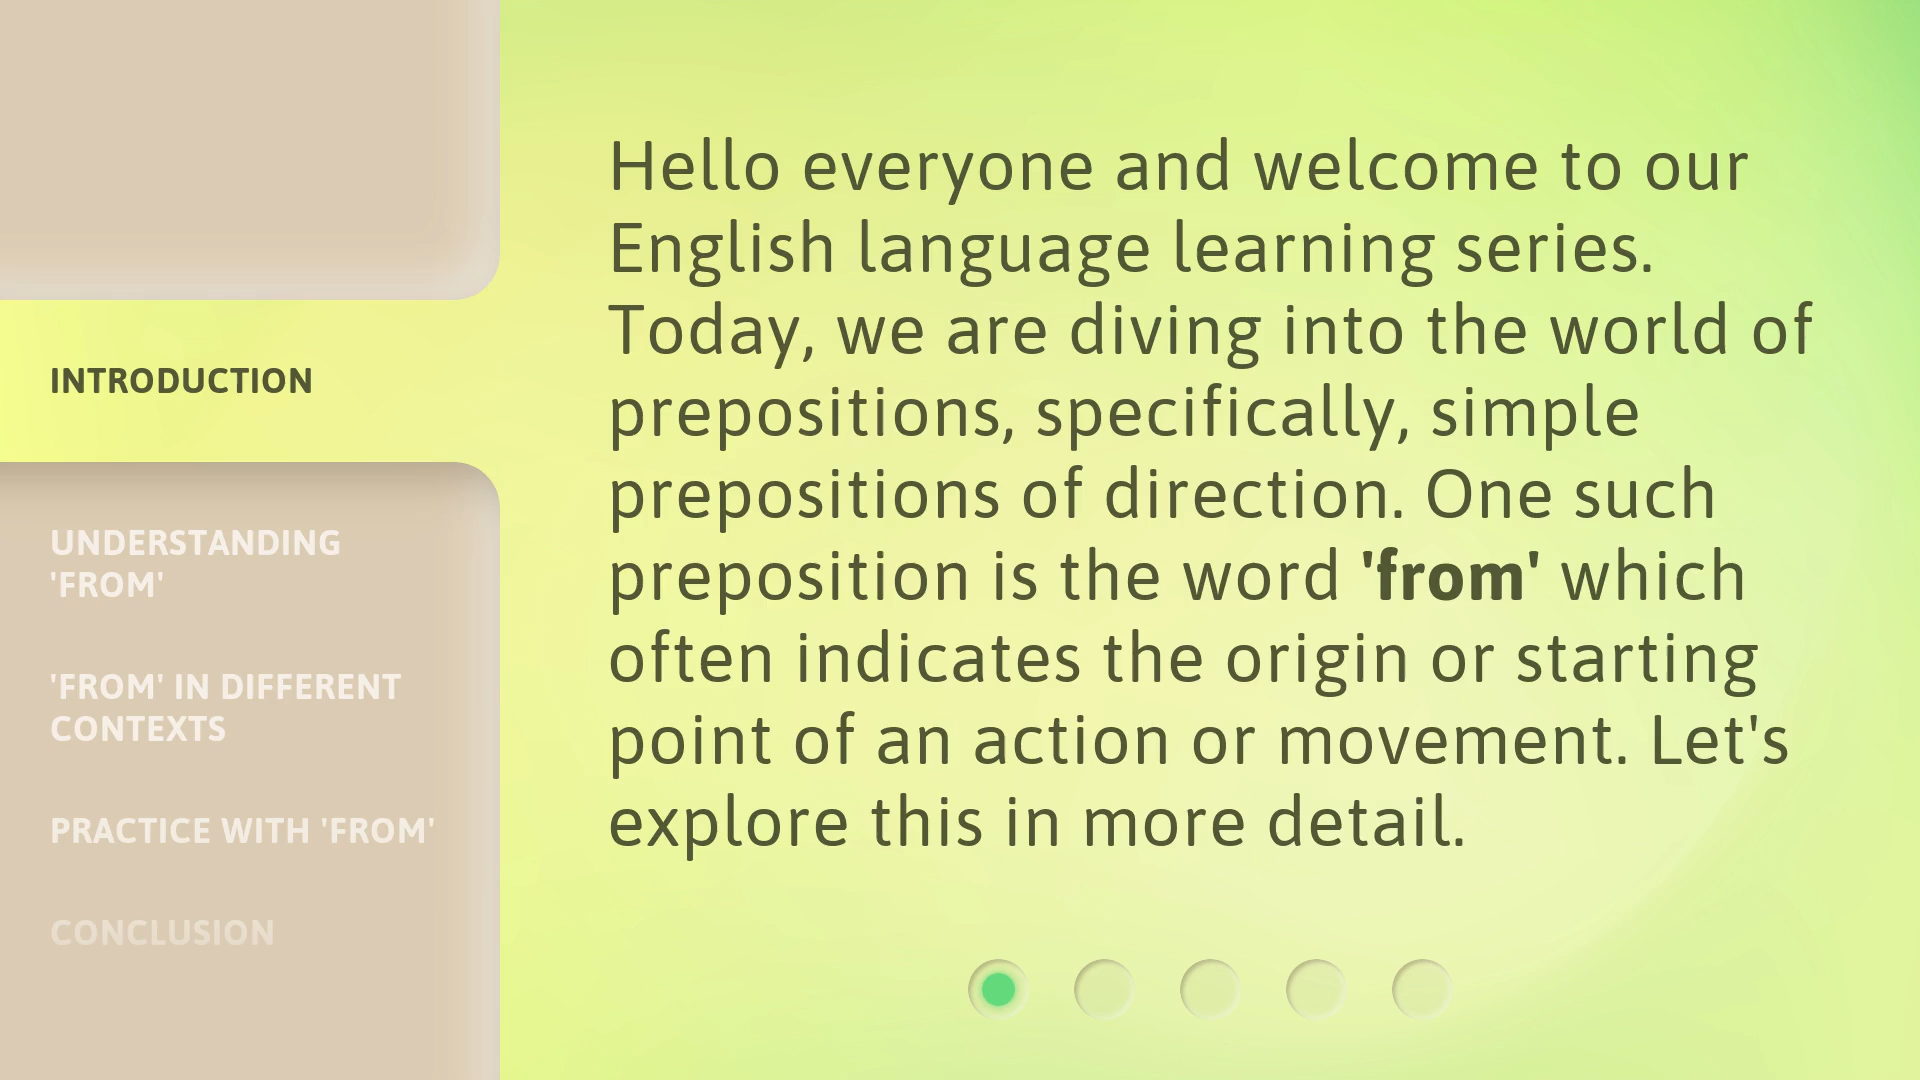 INTRODUCTION
UNDERSTANDING
'FROM'
'FROM' IN DIFFERENT
CONTEXTS
PRACTICE WITH 'FROM'
CONCLUSION
Hello everyone and welcome to our
English language learning series.
Today, we are diving into the world of
prepositions, specifically, simple
prepositions of direction. One such
preposition is the word 'from' which
often indicates the origin or starting
point of an action or movement. Let's
explore this in more detail.